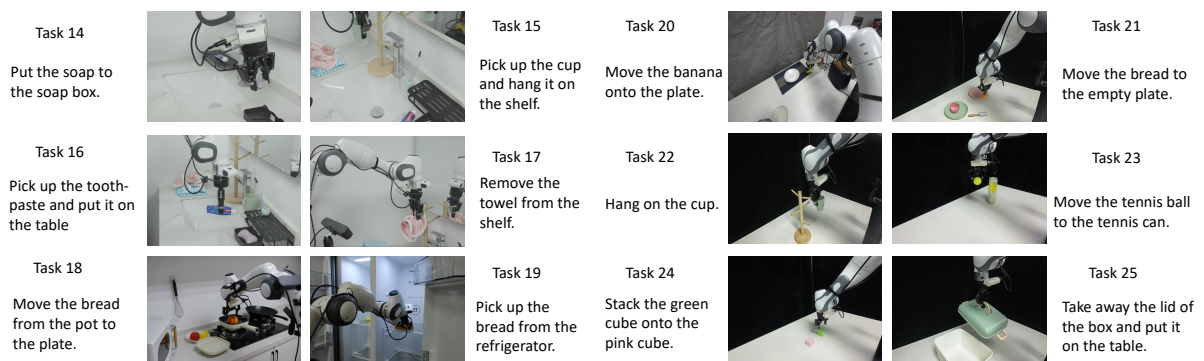 Task 14
Put the soap to
the soap box.
Task 15
Pick up the cup
and hang it on
the shelf.
Task 20
Move the banana
onto the plate.
Task 21
Move the bread to
the empty plate.
Task 16
Pick up the tooth-
paste and put it on
the table
Task 17
Remove the
towel from the
shelf.
Task 22
Hang on the cup.
Task 23
Move the tennis ball
to the tennis can.
Task 18
Move the bread
from the pot to
the plate.
Task 19
Pick up the
bread from the
refrigerator.
Task 24
Stack the green
cube onto the
pink cube.
Task 25
Take away the lid of
the box and put it
on the table.